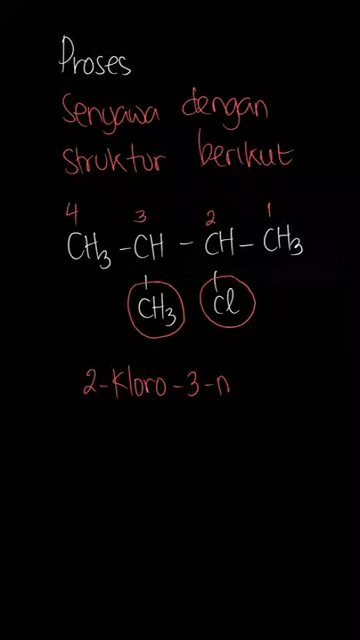 Proses
Senyawa dengan
struktur berikut
4 3 2 1
CH₃ – CH – CH – CH₃
CH₃ Cl
2-kloro-3-n